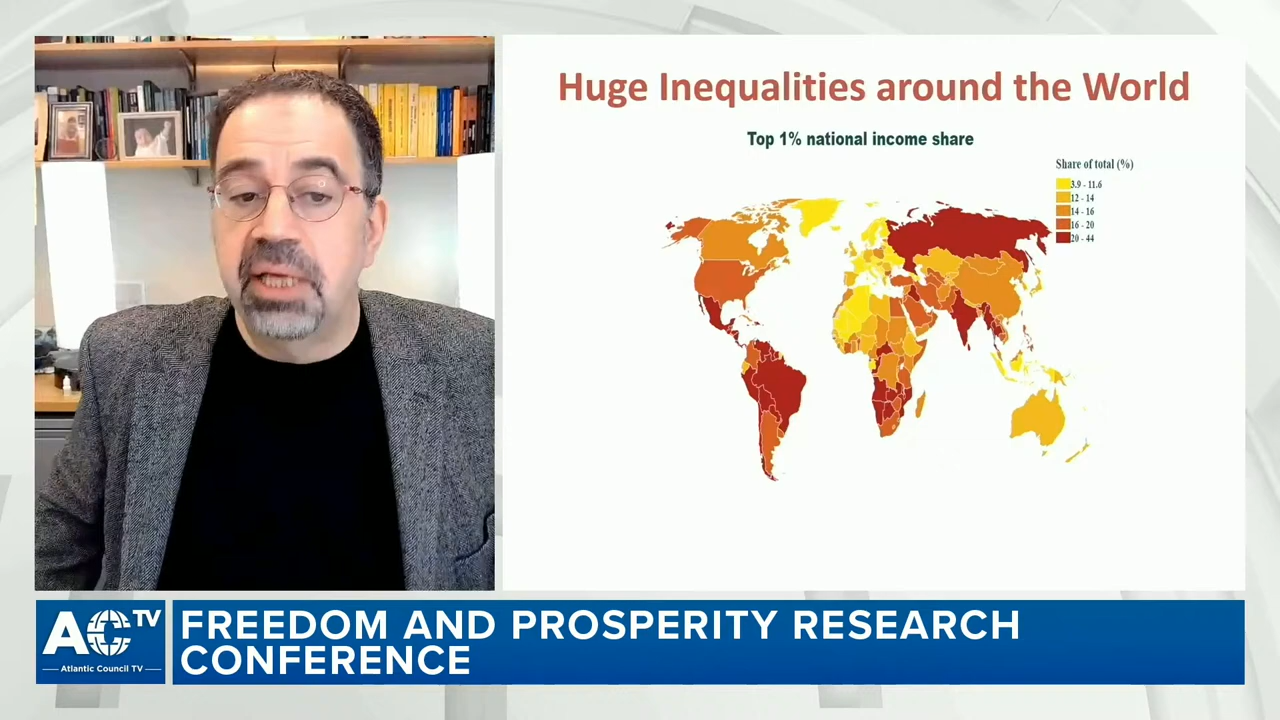 Huge Inequalities around the World
Top 1% national income share
Share of total (%)
3.9 - 11.6
12 - 14
14 - 16
16 - 20
20 - 44
AC TV
Atlantic Council TV
FREEDOM AND PROSPERITY RESEARCH
CONFERENCE